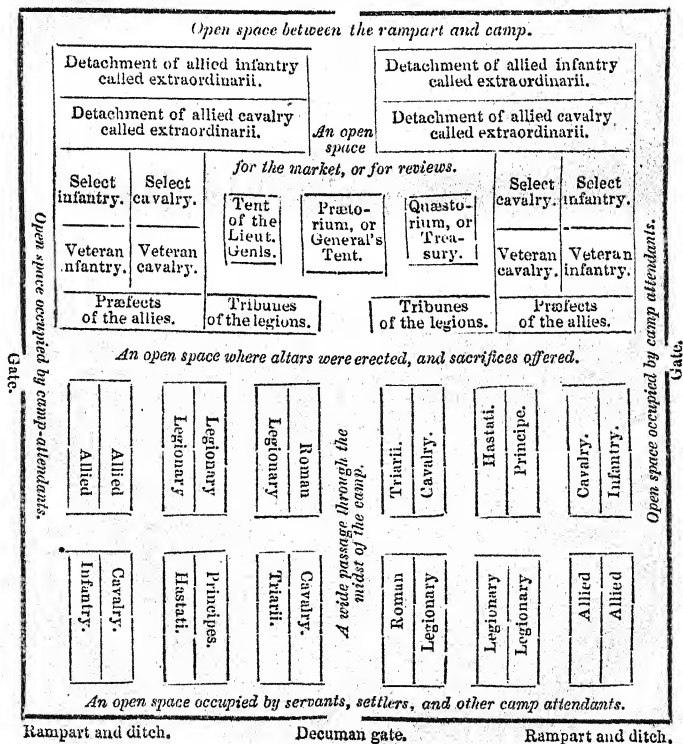 Open space between the rampart and camp.
Detachment of allied infantry
called extraordinarii.
Detachment of allied cavalry
called extraordinarii.
Detachment of allied infantry
called extraordinarii.
Detachment of allied cavalry
called extraordinarii.
An open
space
for the market, or for reviews.
Select
infantry.
Select
cavalry.
Veteran
nfantry.
Veteran
cavalry.
Præfects
of the allies.
Tent
of the
Lieut.
Genls.
Præto-
rium, or
General's
Tent.
Quæsto-
rium, or
Trea-
sury.
Tribunes
of the legions.
Tribunes
of the legions.
Select
cavalry.
Select
infantry.
Veteran
cavalry.
Veteran
infantry.
Præfects
of the allies.
Open space occupied by camp-attendants.
Gate.
Open space occupied by camp attendants.
Gate.
An open space where altars were erected, and sacrifices offered.
Allied
Allied
Legionary
Legionary
Legionary
Roman
A wide passage through the
midst of the camp.
Triarii.
Cavalry.
Hastati.
Principe.
Cavalry.
Infantry.
Infantry.
Cavalry.
Hastati.
Principes.
Triarii.
Cavalry.
Roman
Legionary
Legionary
Legionary
Allied
Allied
An open space occupied by servants, settlers, and other camp attendants.
Rampart and ditch.
Decuman gate.
Rampart and ditch.